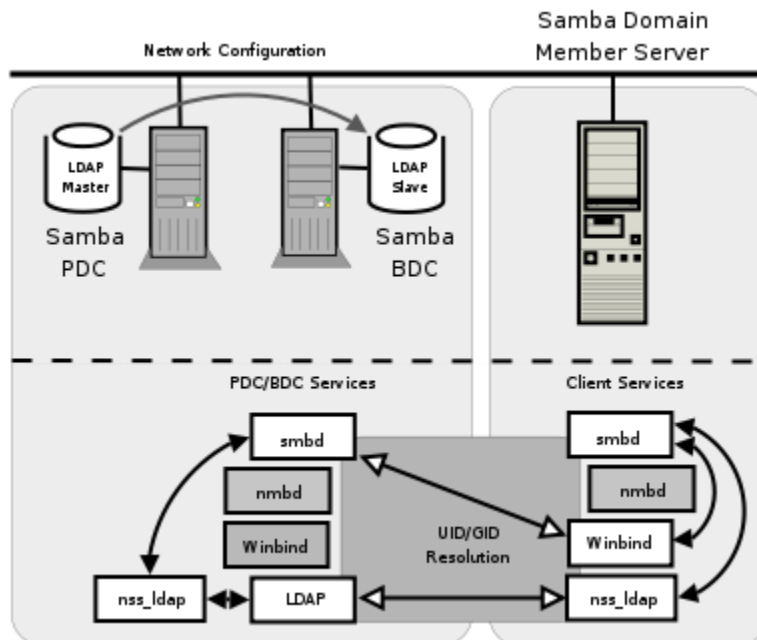 Samba Domain
Member Server
Network Configuration
LDAP
Master
LDAP
Slave
Samba
PDC
Samba
BDC
PDC/BDC Services
Client Services
smbd
smbd
nmbd
nmbd
Winbind
UID/GID
Resolution
Winbind
nss_ldap
LDAP
nss_ldap